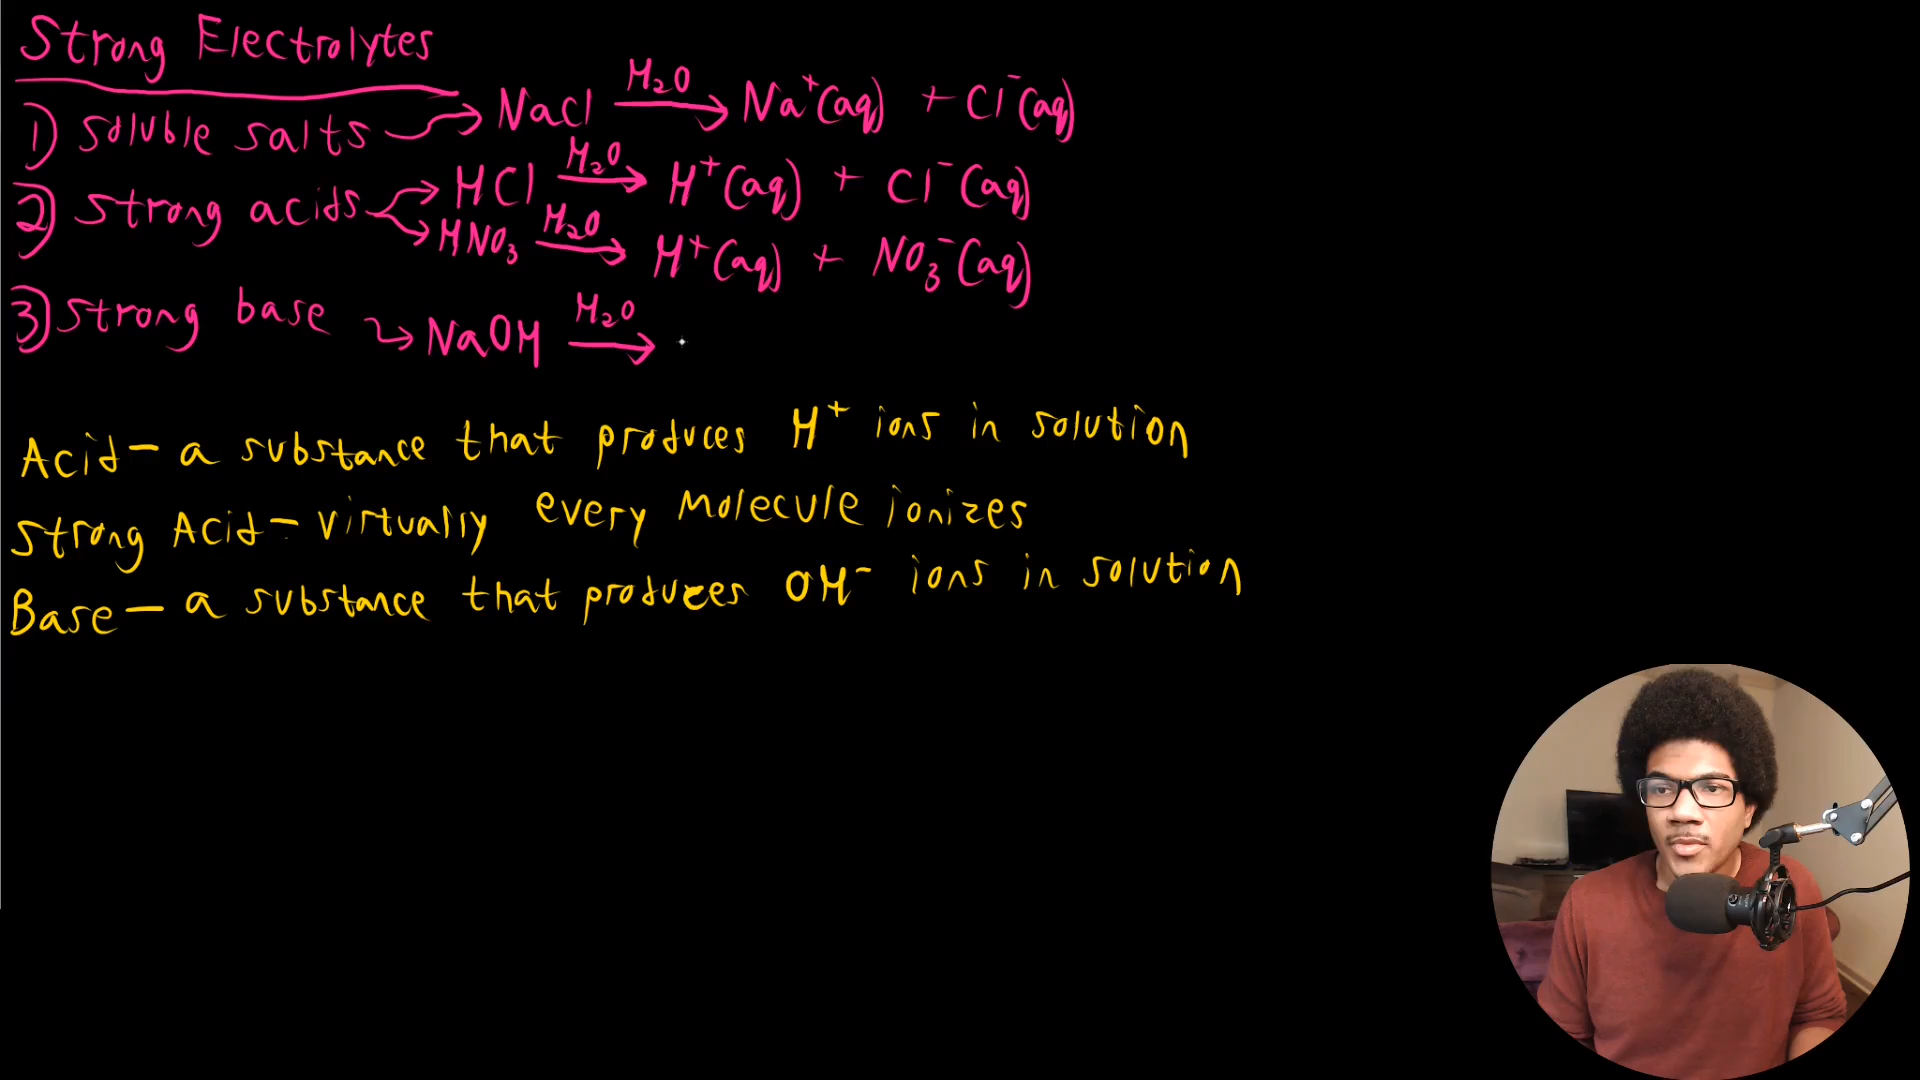 Strong Electrolytes
1) soluble salts → NaCl H₂O → Na⁺(aq) + Cl⁻(aq)
2) strong acids → HCl H₂O → H⁺(aq) + Cl⁻(aq)
→ HNO₃ H₂O → H⁺(aq) + NO₃⁻(aq)
3) strong base → NaOH H₂O →
Acid – a substance that produces H⁺ ions in solution
Strong Acid – virtually every molecule ionizes
Base – a substance that produces OH⁻ ions in solution